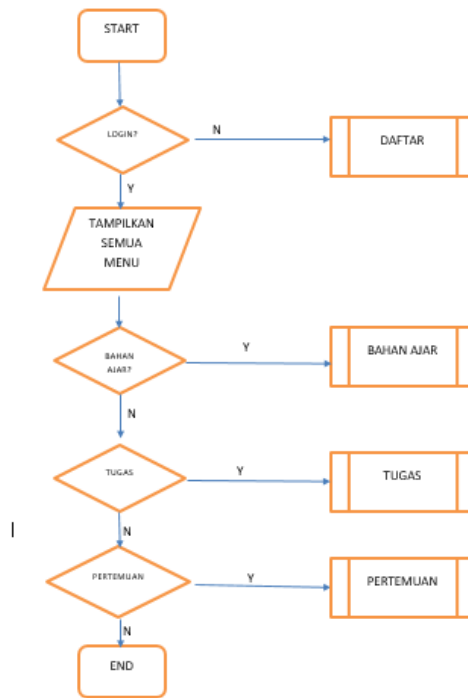 START
LOGIN?
N
DAFTAR
Y
TAMPILKAN
SEMUA
MENU
BAHAN
AJAR?
Y
BAHAN AJAR
N
TUGAS
Y
TUGAS
N
PERTEMUAN
Y
PERTEMUAN
N
END